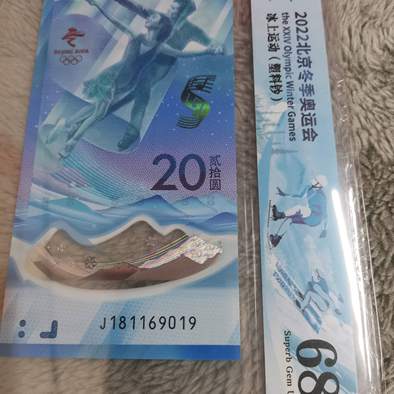 BEIJING 2022
20
贰拾圆
J181169019
2022北京冬季奥运会
the XXIV Olympic Winter Games
冰上运动（塑料钞）
68
Superb Gem U